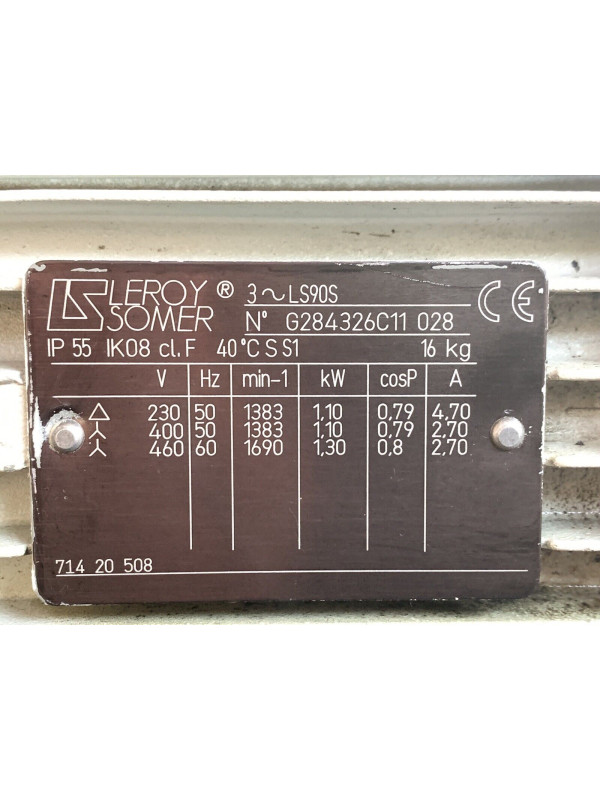 LEROY SOMER ® 3~LS90S CE
N° G284326C11 028
IP 55 IK08 cl.F 40°C S S1 16 kg
V Hz min-1 kW cosP A
△ 230 50 1383 1,10 0,79 4,70
⅄ 400 50 1383 1,10 0,79 2,70
⅄ 460 60 1690 1,30 0,8 2,70
714 20 508